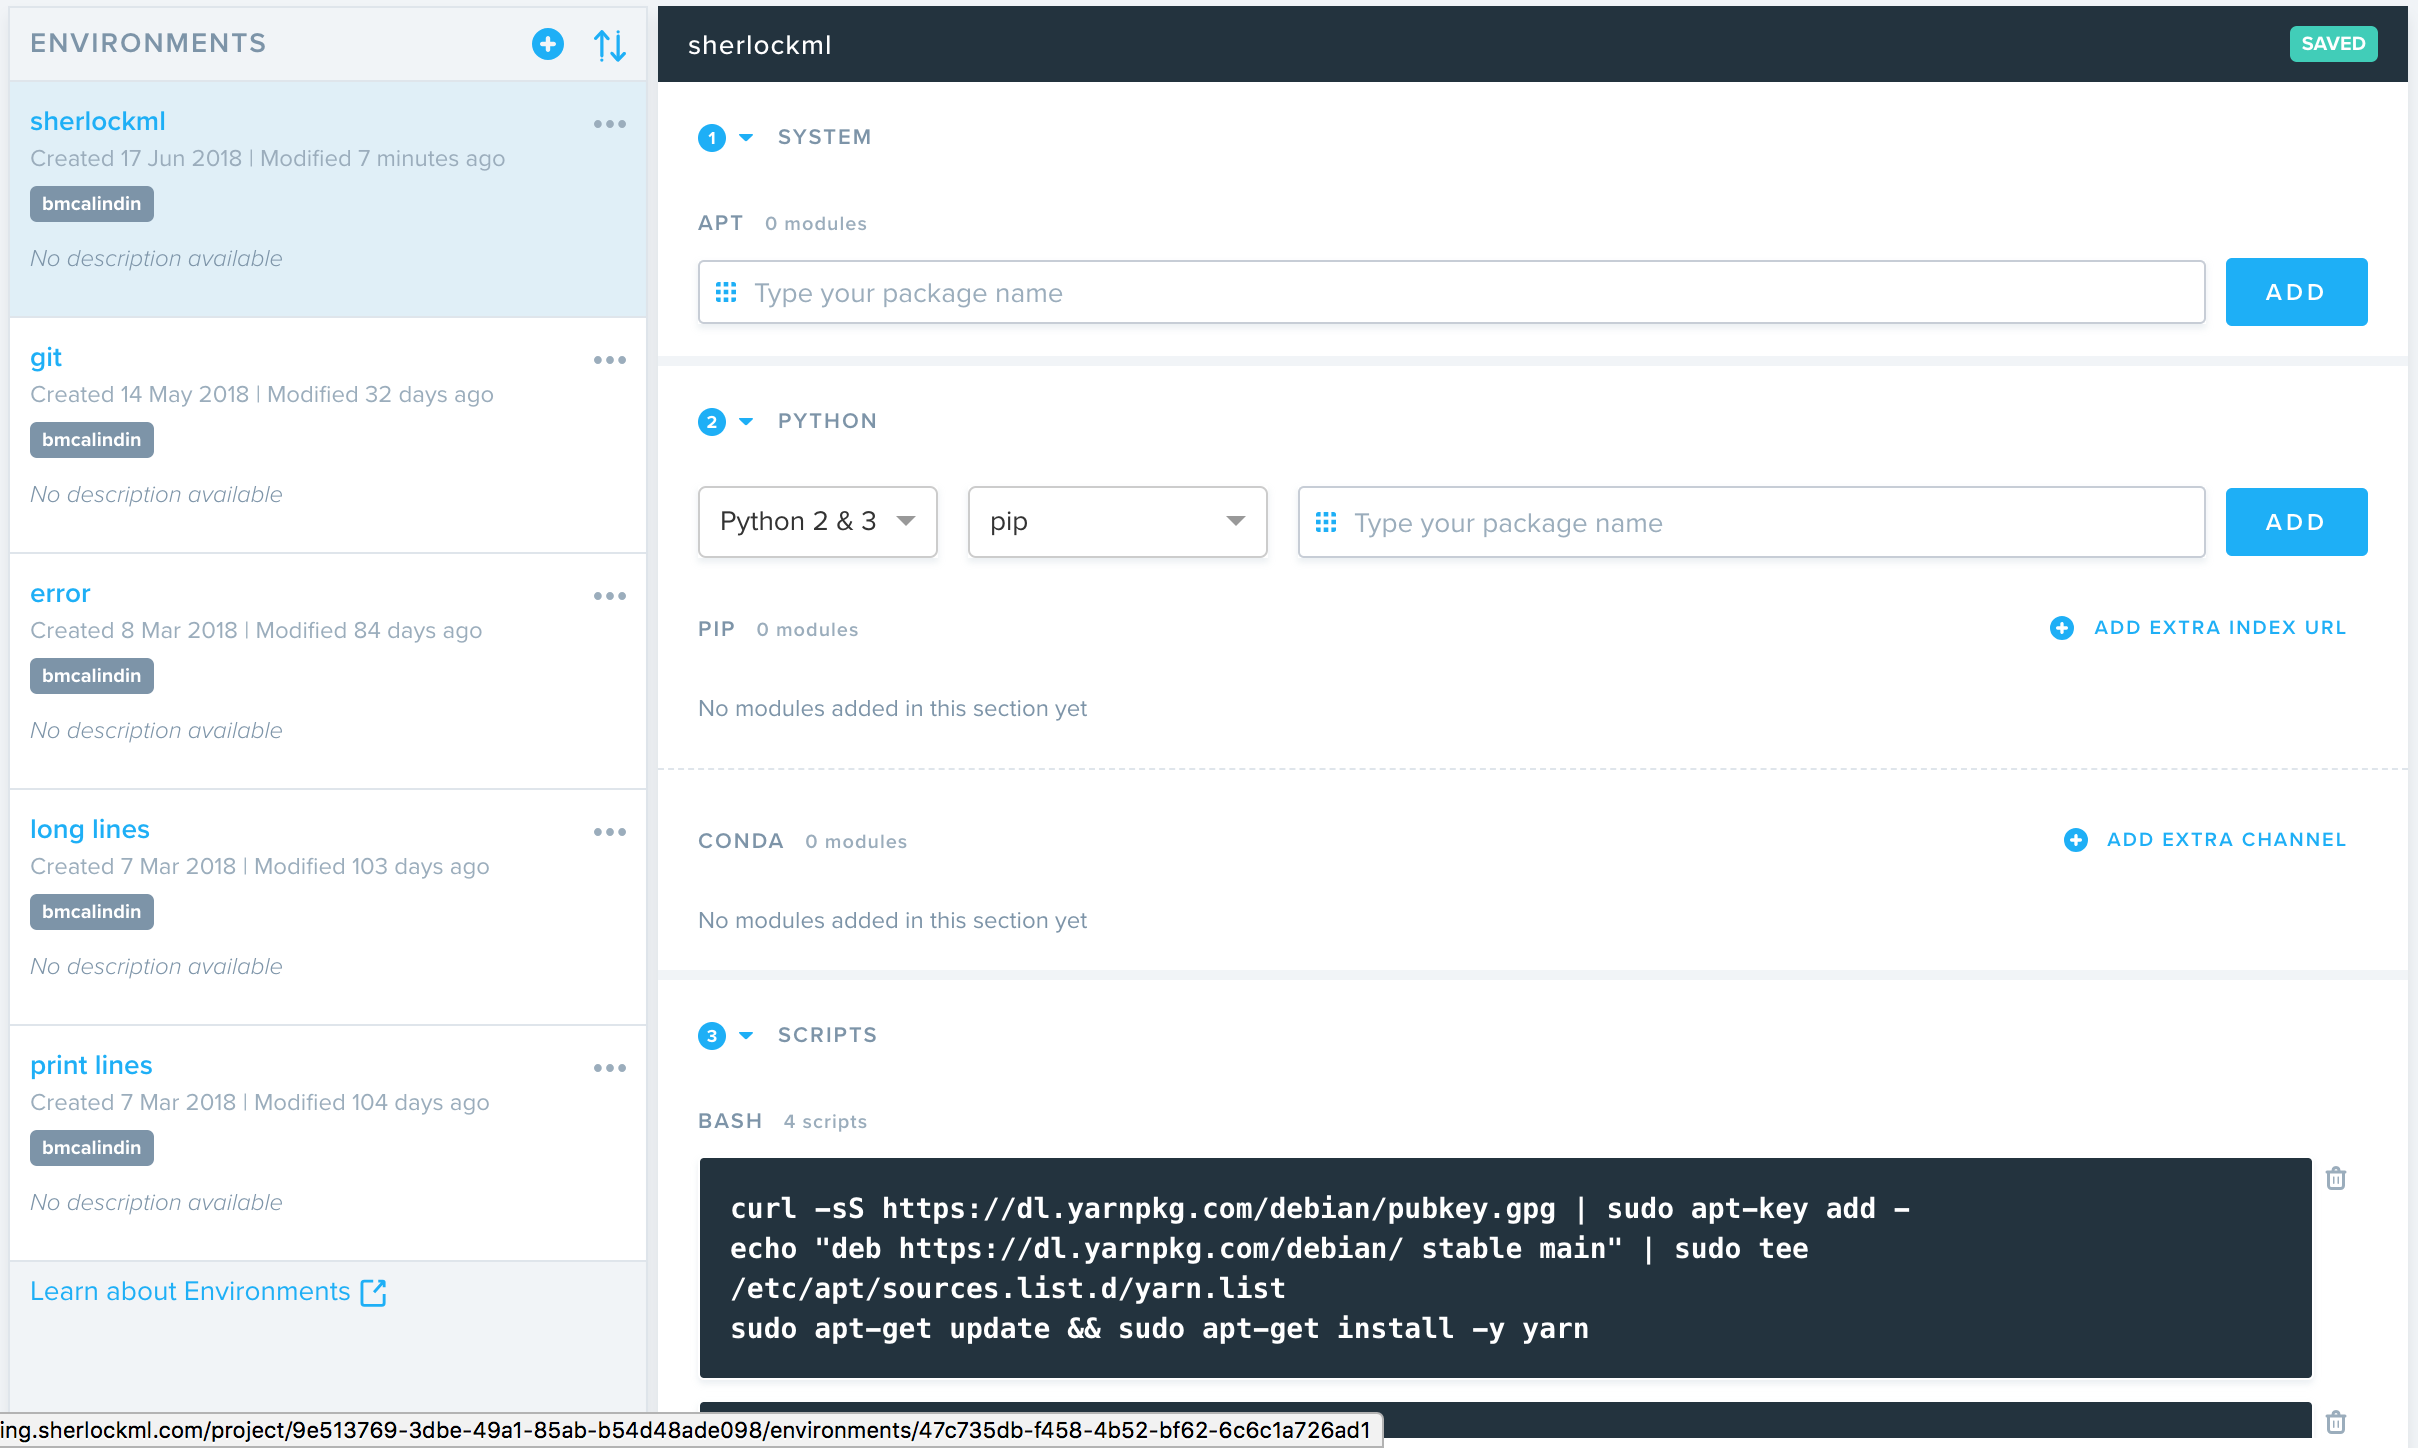 ENVIRONMENTS
sherlockml
Created 17 Jun 2018 | Modified 7 minutes ago
bmcalindin
No description available
git
Created 14 May 2018 | Modified 32 days ago
bmcalindin
No description available
error
Created 8 Mar 2018 | Modified 84 days ago
bmcalindin
No description available
long lines
Created 7 Mar 2018 | Modified 103 days ago
bmcalindin
No description available
print lines
Created 7 Mar 2018 | Modified 104 days ago
bmcalindin
No description available
Learn about Environments
sherlockml
SAVED
1 SYSTEM
APT 0 modules
Type your package name ADD
2 PYTHON
Python 2 & 3 pip Type your package name ADD
PIP 0 modules ADD EXTRA INDEX URL
No modules added in this section yet
CONDA 0 modules ADD EXTRA CHANNEL
No modules added in this section yet
3 SCRIPTS
BASH 4 scripts
curl -sS https://dl.yarnpkg.com/debian/pubkey.gpg | sudo apt-key add -
echo "deb https://dl.yarnpkg.com/debian/ stable main" | sudo tee
/etc/apt/sources.list.d/yarn.list
sudo apt-get update && sudo apt-get install -y yarn
ing.sherlockml.com/project/9e513769-3dbe-49a1-85ab-b54d48ade098/environments/47c735db-f458-4b52-bf62-6c6c1a726ad1